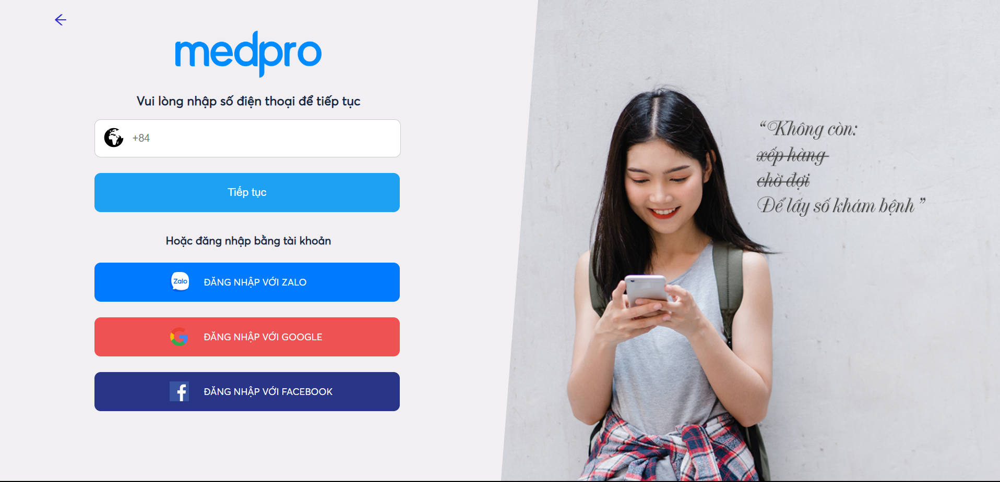 medpro
Vui lòng nhập số điện thoại để tiếp tục
+84
Tiếp tục
Hoặc đăng nhập bằng tài khoản
Zalo
ĐĂNG NHẬP VỚI ZALO
ĐĂNG NHẬP VỚI GOOGLE
ĐĂNG NHẬP VỚI FACEBOOK
“Không còn:
xếp hàng
chờ đợi
Để lấy số khám bệnh”